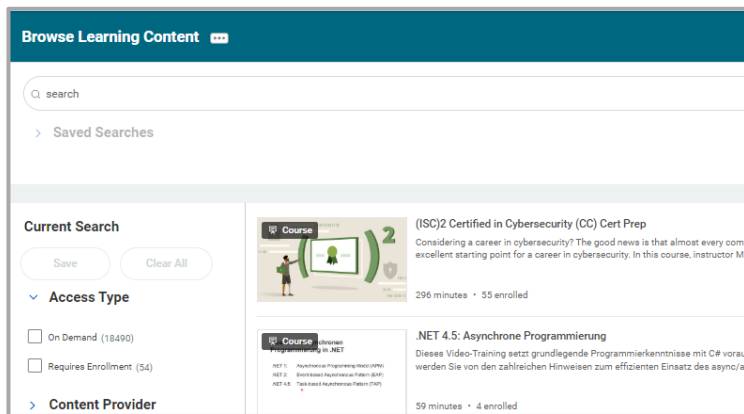 Browse Learning Content
search
Saved Searches
Current Search
Save
Clear All
Access Type
On Demand (18490)
Requires Enrollment (54)
Content Provider
Course
2
(ISC)2 Certified in Cybersecurity (CC) Cert Prep
Considering a career in cybersecurity? The good news is that almost every com
excellent starting point for a career in cybersecurity. In this course, instructor M
296 minutes • 55 enrolled
Course
chronen
Programmierung in .NET
.NET 1: Asynchronous Programming Model (APM)
.NET 2: Event-based Asynchronous Pattern (EAP)
.NET 4.5: Task-based Asynchronous Pattern (TAP)
.NET 4.5: Asynchrone Programmierung
Dieses Video-Training setzt grundlegende Programmierkenntnisse mit C# vorau
werden Sie von den zahlreichen Hinweisen zum effizienten Einsatz des async/a
59 minutes • 4 enrolled